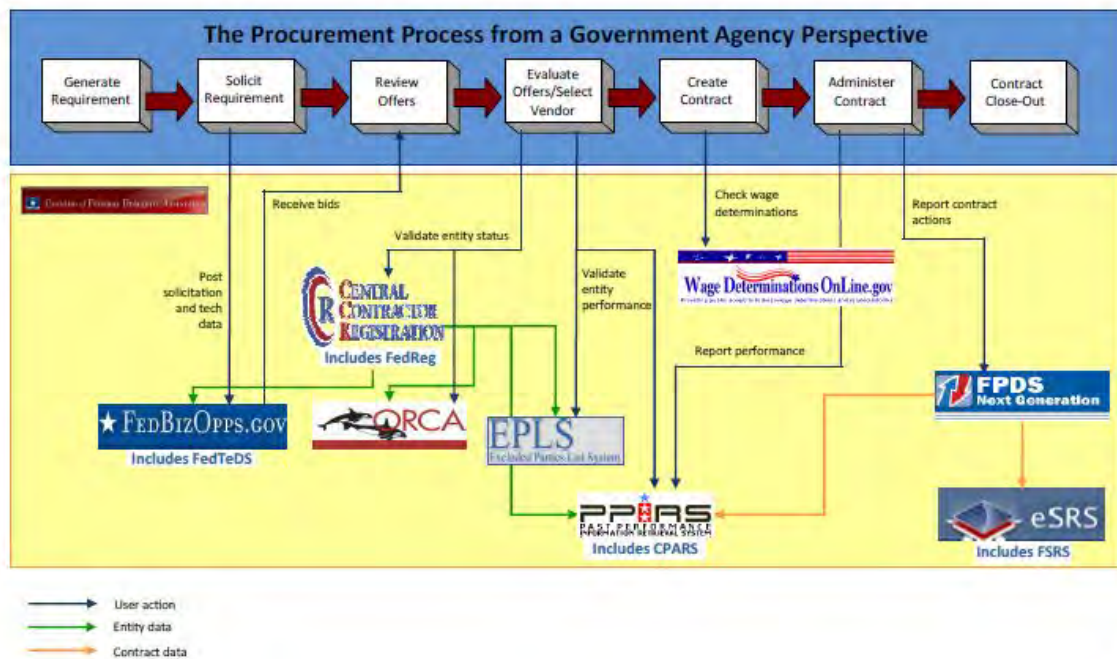 The Procurement Process from a Government Agency Perspective
Generate
Requirement
Solicit
Requirement
Review
Offers
Evaluate
Offers/Select
Vendor
Create
Contract
Administer
Contract
Contract
Close-Out
Receive bids
Validate entity status
Check wage
determinations
Report contract
actions
Post
solicitation
and tech
data
CCR
CENTRAL
CONTRACTOR
REGISTRATION
Includes FedReg
Validate
entity
performance
Wage Determinations OnLine.gov
Report performance
FEDBIZOPPS.GOV
Includes FedTeDS
ORCA
EPLS
Excluded Parties List System
FPDS
Next Generation
PPIRS
PAST PERFORMANCE
INFORMATION RETRIEVAL SYSTEM
Includes CPARS
eSRS
Includes FSRS
User action
Entity data
Contract data